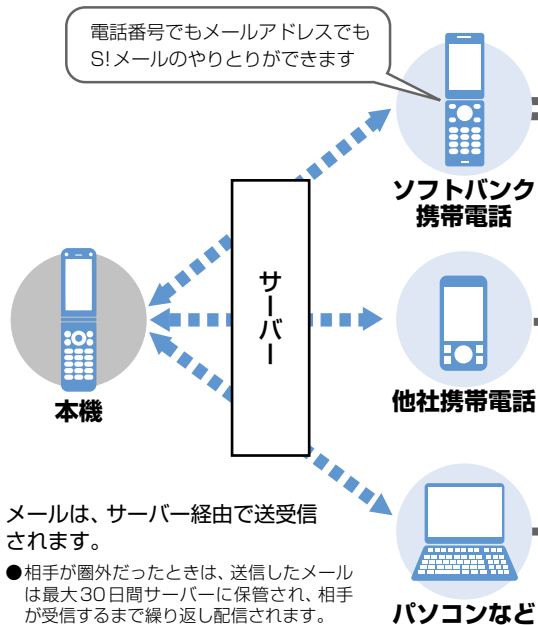 電話番号でもメールアドレスでも
S!メールのやりとりができます
ソフトバンク
携帯電話
サーバー
本機
他社携帯電話
メールは、サーバー経由で送受信
されます。
●相手が圏外だったときは、送信したメール
は最大30日間サーバーに保管され、相手
が受信するまで繰り返し配信されます。
パソコンなど